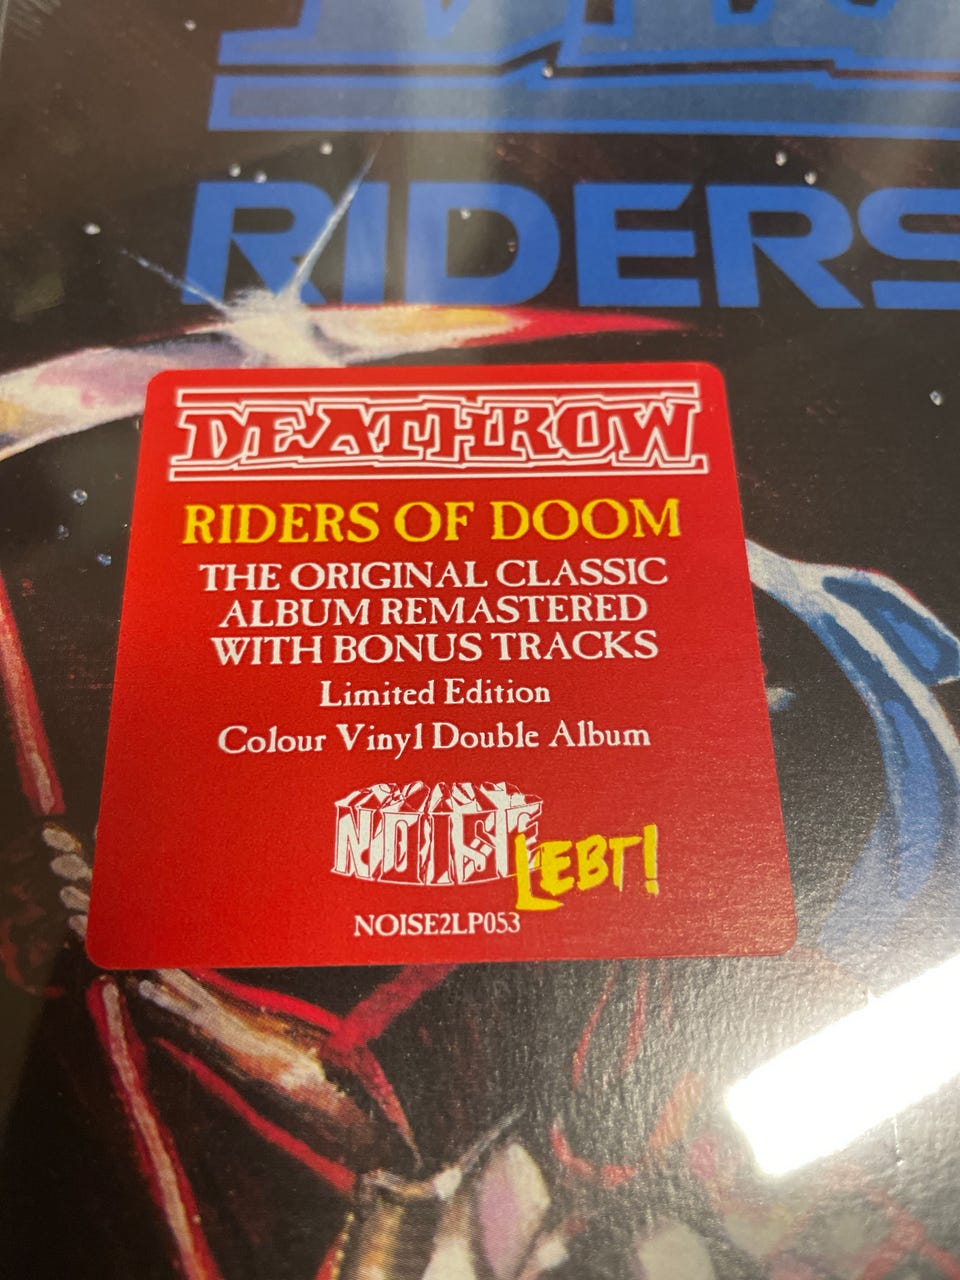 RIDERS
DEATHROW
RIDERS OF DOOM
THE ORIGINAL CLASSIC
ALBUM REMASTERED
WITH BONUS TRACKS
Limited Edition
Colour Vinyl Double Album
NOISE
LEBT!
NOISE2LP053